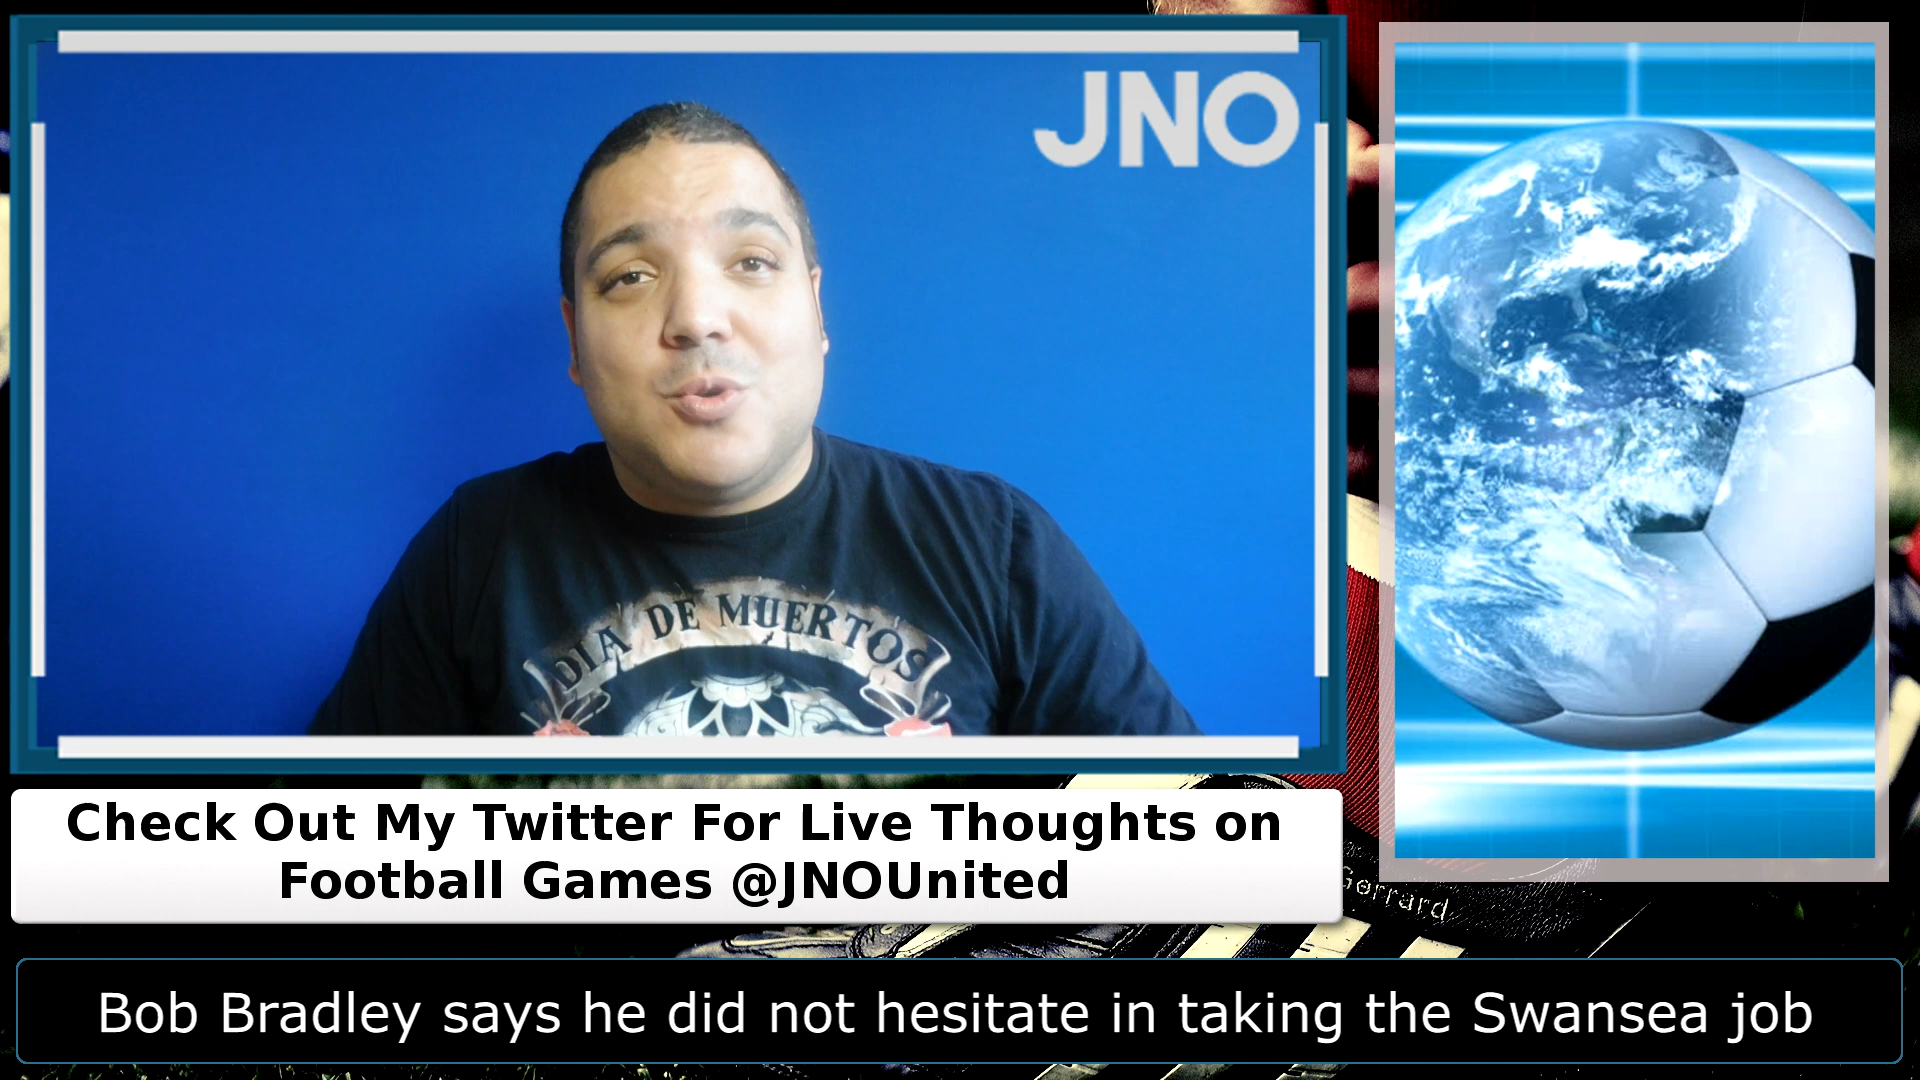 JNO
DIA DE MUERTOS
Check Out My Twitter For Live Thoughts on
Football Games @JNOUnited
Gerrard
Bob Bradley says he did not hesitate in taking the Swansea job